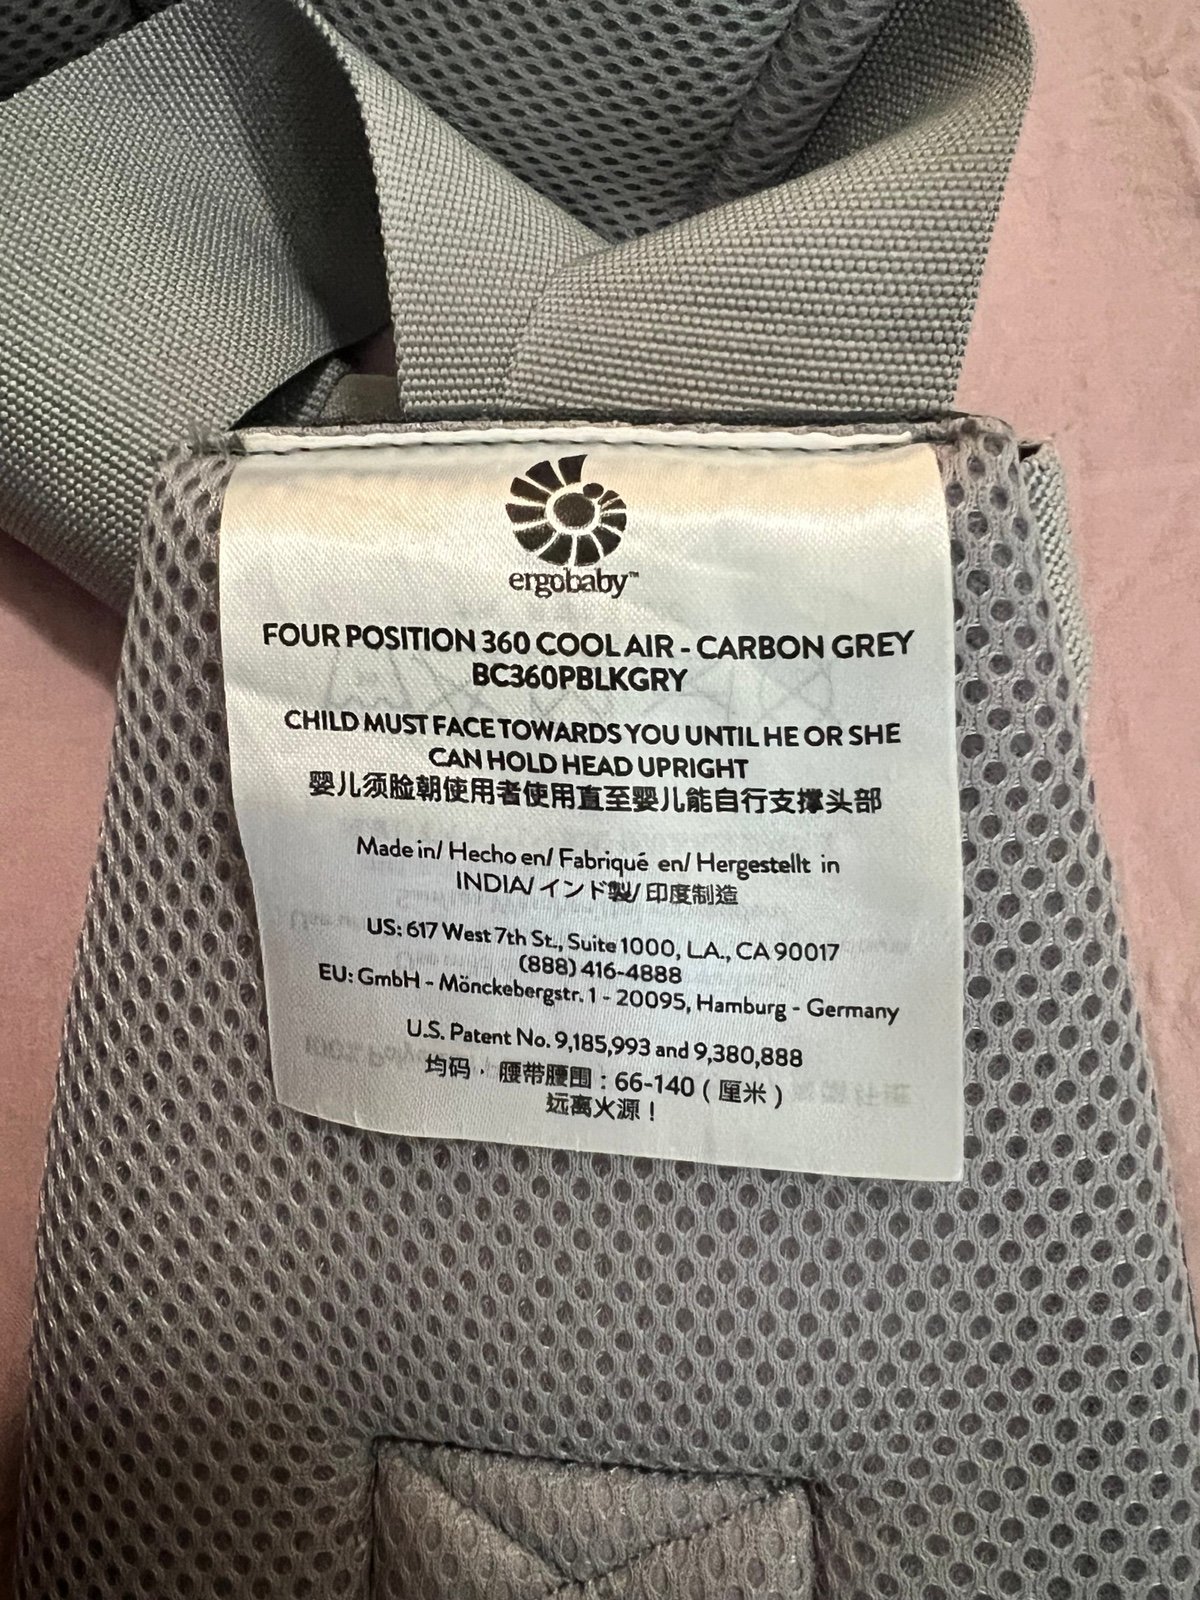 ergobaby™
FOUR POSITION 360 COOL AIR - CARBON GREY
BC360PBLKGRY
CHILD MUST FACE TOWARDS YOU UNTIL HE OR SHE
CAN HOLD HEAD UPRIGHT
婴儿须脸朝使用者使用直至婴儿能自行支撑头部
Made in/ Hecho en/ Fabriqué en/ Hergestellt in
INDIA/ インド製/ 印度制造
US: 617 West 7th St., Suite 1000, L.A., CA 90017
(888) 416-4888
EU: GmbH - Mönckebergstr. 1 - 20095, Hamburg - Germany
U.S. Patent No. 9,185,993 and 9,380,888
均码，腰带腰围：66-140（厘米）
远离火源！